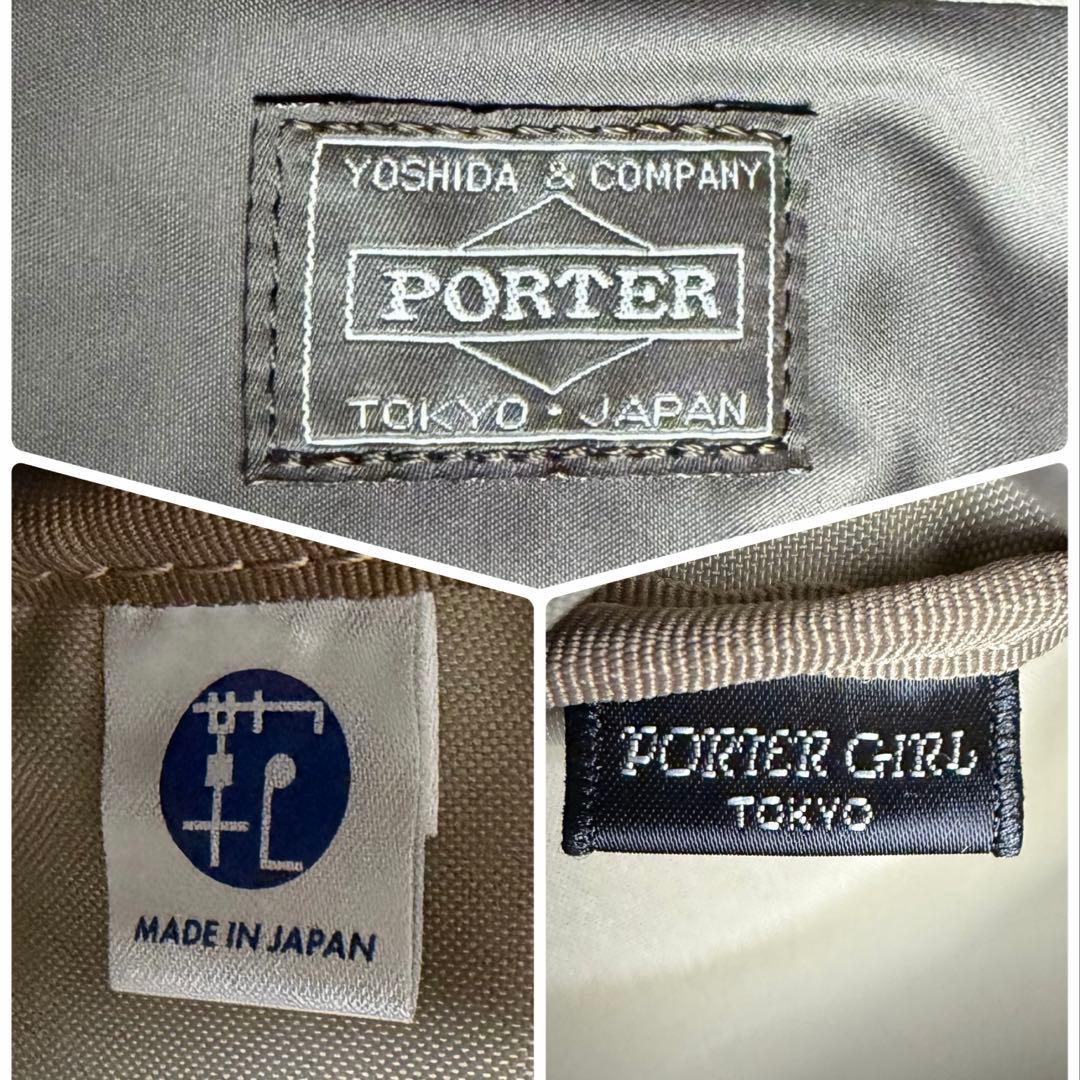 YOSHIDA & COMPANY
PORTER
TOKYO · JAPAN
MADE IN JAPAN
PORTER GIRL
TOKYO